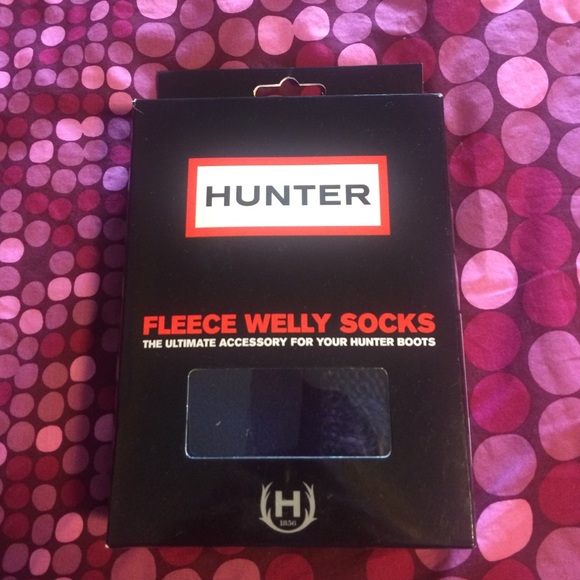 HUNTER
FLEECE WELLY SOCKS
THE ULTIMATE ACCESSORY FOR YOUR HUNTER BOOTS
H
1856